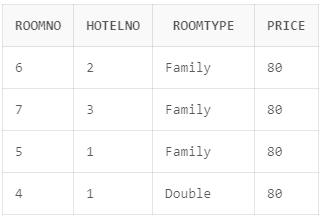 ROOMNO HOTELNO ROOMTYPE PRICE
6 2 Family 80
7 3 Family 80
5 1 Family 80
4 1 Double 80